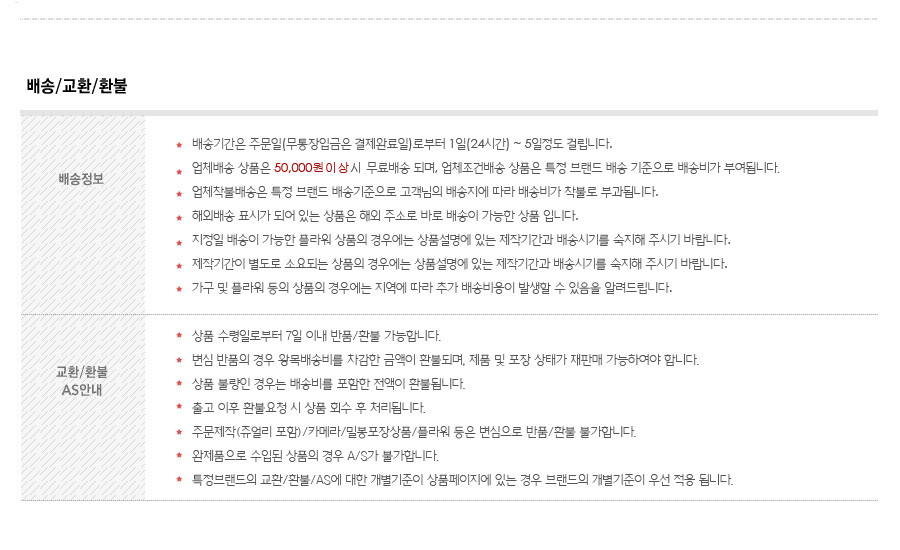 배송/교환/환불
배송정보
배송기간은 주문일(무통장입금은 결제완료일)로부터 1일(24시간) ~ 5일정도 걸립니다.
업체배송 상품은 50,000원이상시 무료배송 되며, 업체조건배송 상품은 특정 브랜드 배송 기준으로 배송비가 부여됩니다.
업체착불배송은 특정 브랜드 배송기준으로 고객님의 배송지에 따라 배송비가 착불로 부과됩니다.
해외배송 표시가 되어 있는 상품은 해외 주소로 바로 배송이 가능한 상품 입니다.
지정일 배송이 가능한 플라워 상품의 경우에는 상품설명에 있는 제작기간과 배송시기를 숙지해 주시기 바랍니다.
제작기간이 별도로 소요되는 상품의 경우에는 상품설명에 있는 제작기간과 배송시기를 숙지해 주시기 바랍니다.
가구 및 플라워 등의 상품의 경우에는 지역에 따라 추가 배송비용이 발생할 수 있음을 알려드립니다.
교환/환불
AS안내
상품 수령일로부터 7일 이내 반품/환불 가능합니다.
변심 반품의 경우 왕복배송비를 차감한 금액이 환불되며, 제품 및 포장 상태가 재판매 가능하여야 합니다.
상품 불량인 경우는 배송비를 포함한 전액이 환불됩니다.
출고 이후 환불요청 시 상품 회수 후 처리됩니다.
주문제작(쥬얼리 포함)/카메라/밀봉포장상품/플라워 등은 변심으로 반품/환불 불가합니다.
완제품으로 수입된 상품의 경우 A/S가 불가합니다.
특정브랜드의 교환/환불/AS에 대한 개별기준이 상품페이지에 있는 경우 브랜드의 개별기준이 우선 적용 됩니다.